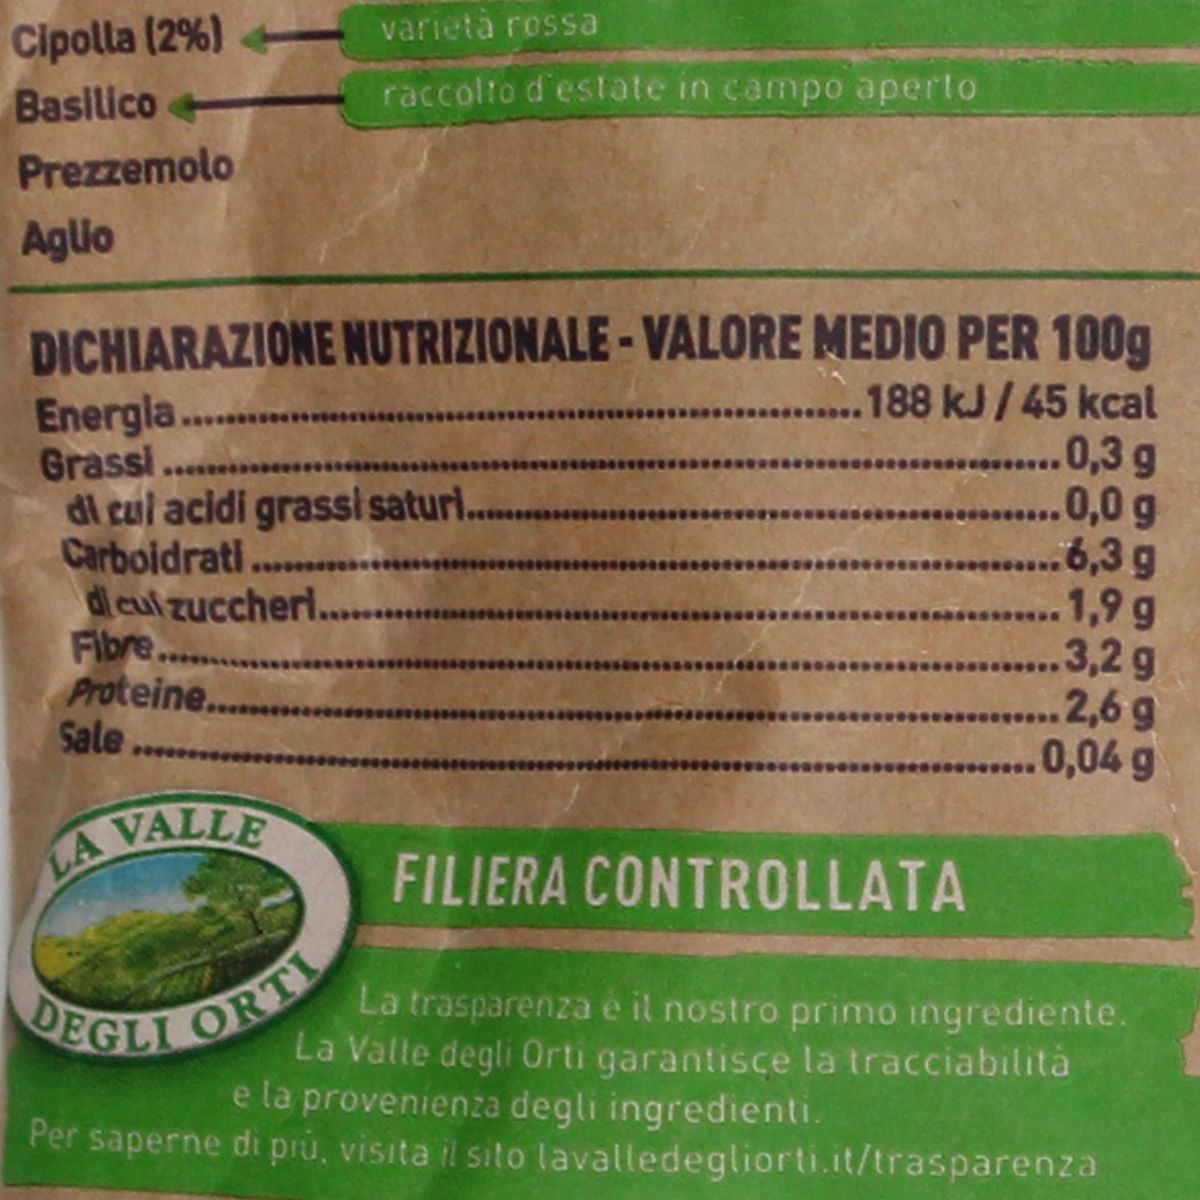 Cipolla (2%) varietà rossa
Basilico raccolto d'estate in campo aperto
Prezzemolo
Aglio
DICHIARAZIONE NUTRIZIONALE - VALORE MEDIO PER 100g
Energia 188 kJ / 45 kcal
Grassi 0,3 g
di cui acidi grassi saturi 0,0 g
Carboidrati 6,3 g
di cui zuccheri 1,9 g
Fibre 3,2 g
Proteine 2,6 g
Sale 0,04 g
LA VALLE
DEGLI ORTI
FILIERA CONTROLLATA
La trasparenza è il nostro primo ingrediente.
La Valle degli Orti garantisce la tracciabilità
e la provenienza degli ingredienti.
Per saperne di più, visita il sito lavalledegliorti.it/trasparenza